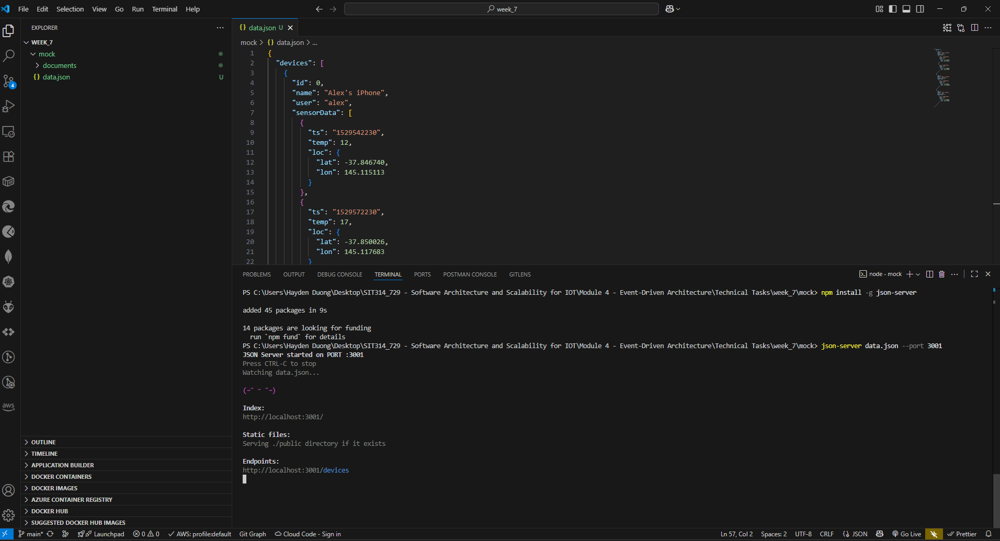 File Edit Selection View Go Run Terminal Help
week_7
EXPLORER
WEEK_7
mock
documents
data.json U
4
aws
OUTLINE
TIMELINE
APPLICATION BUILDER
DOCKER CONTAINERS
DOCKER IMAGES
AZURE CONTAINER REGISTRY
DOCKER HUB
SUGGESTED DOCKER HUB IMAGES
{} data.json U
mock > {} data.json > ...
1 {
2 "devices": [
3 {
4 "id": 0,
5 "name": "Alex's iPhone",
6 "user": "alex",
7 "sensorData": [
8 {
9 "ts": "1529542230",
10 "temp": 12,
11 "loc": {
12 "lat": -37.846740,
13 "lon": 145.115113
14 }
15 },
16 {
17 "ts": "1529572230",
18 "temp": 17,
19 "loc": {
20 "lat": -37.850026,
21 "lon": 145.117683
22 }
PROBLEMS OUTPUT DEBUG CONSOLE TERMINAL PORTS POSTMAN CONSOLE GITLENS
node - mock
PS C:\Users\Hayden Duong\Desktop\SIT314_729 - Software Architecture and Scalability for IOT\Module 4 - Event-Driven Architecture\Technical Tasks\week_7\mock> npm install -g json-server
added 45 packages in 9s
14 packages are looking for funding
run `npm fund` for details
PS C:\Users\Hayden Duong\Desktop\SIT314_729 - Software Architecture and Scalability for IOT\Module 4 - Event-Driven Architecture\Technical Tasks\week_7\mock> json-server data.json --port 3001
JSON Server started on PORT :3001
Press CTRL-C to stop
Watching data.json...
(˶ᵔ ᵕ ᵔ˶)
Index:
http://localhost:3001/
Static files:
Serving ./public directory if it exists
Endpoints:
http://localhost:3001/devices
main* Launchpad 0 0 AWS: profile:default Git Graph Cloud Code - Sign in Ln 57, Col 2 Spaces: 2 UTF-8 CRLF {} JSON Go Live Prettier